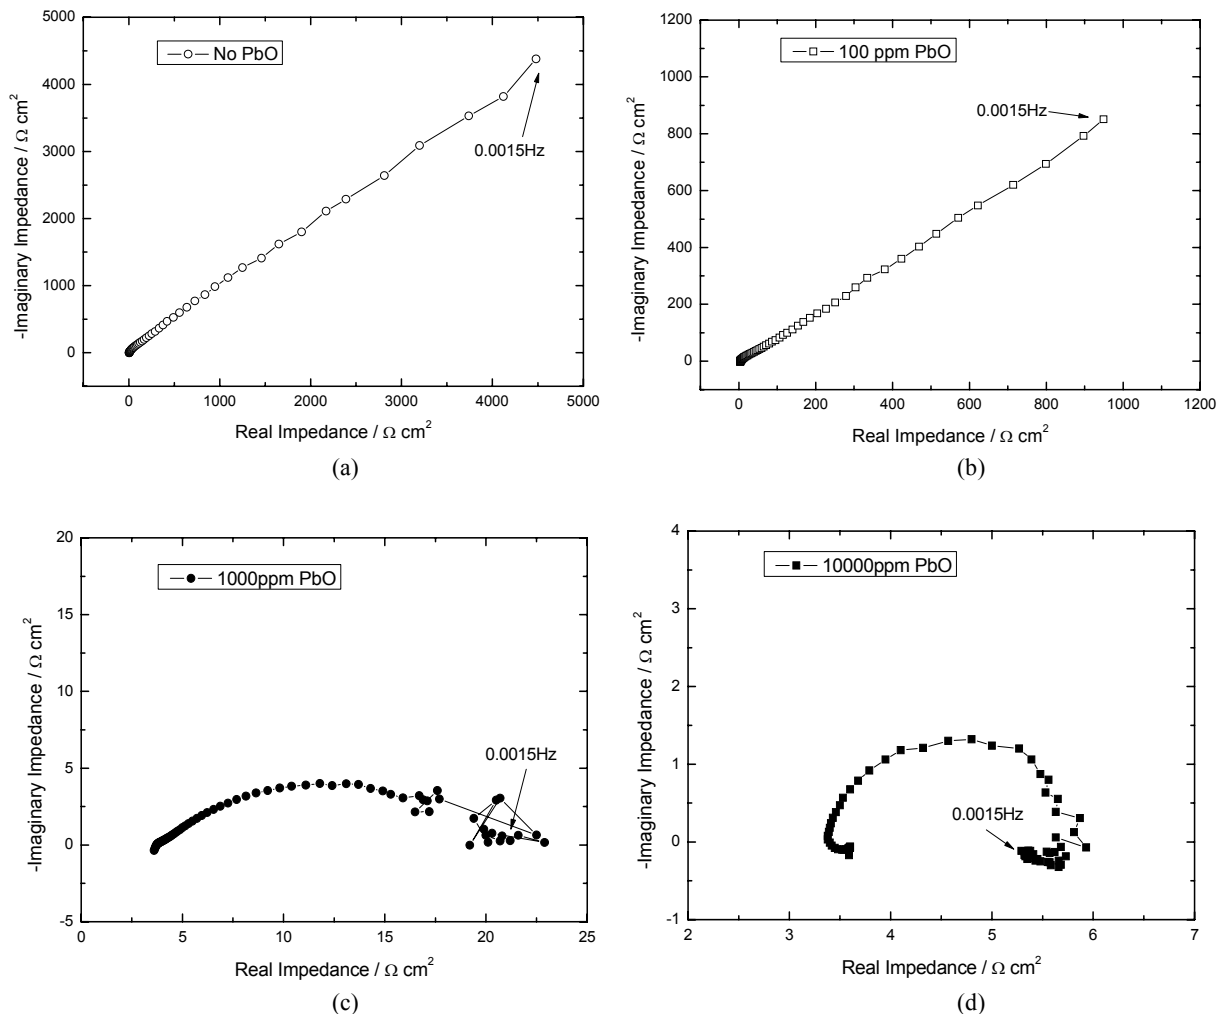 5000
4000
3000
2000
1000
0
-Imaginary Impedance / Ω cm²
No PbO
0.0015Hz
0 1000 2000 3000 4000 5000
Real Impedance / Ω cm²
(a)
1200
1000
800
600
400
200
0
-Imaginary Impedance / Ω cm²
100 ppm PbO
0.0015Hz
0 200 400 600 800 1000 1200
Real Impedance / Ω cm²
(b)
20
15
10
5
0
-5
-Imaginary Impedance / Ω cm²
1000ppm PbO
0.0015Hz
0 5 10 15 20 25
Real Impedance / Ω cm²
(c)
4
3
2
1
0
-1
-Imaginary Impedance / Ω cm²
10000ppm PbO
0.0015Hz
2 3 4 5 6 7
Real Impedance / Ω cm²
(d)